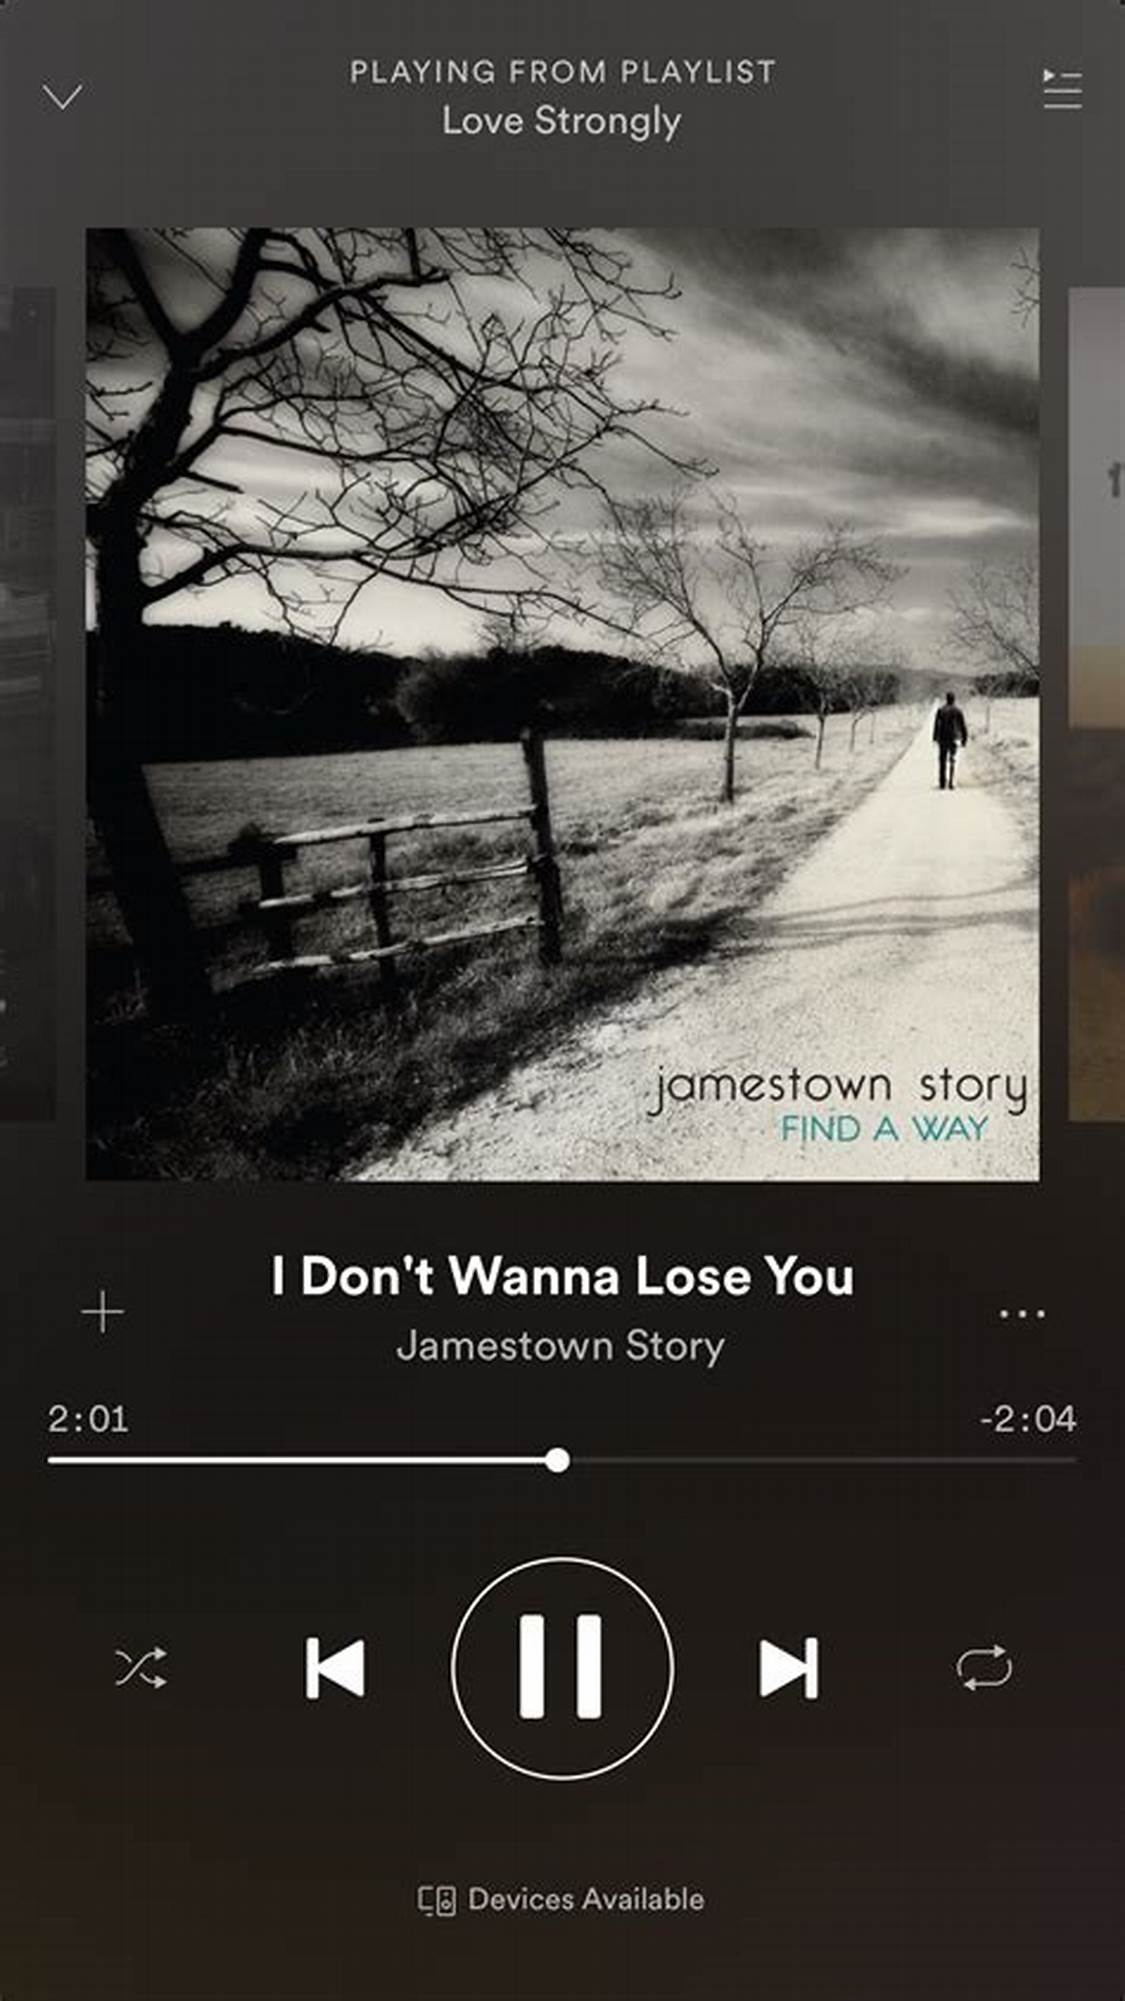 PLAYING FROM PLAYLIST
Love Strongly
jamestown story
FIND A WAY
I Don't Wanna Lose You
Jamestown Story
2:01
-2:04
Devices Available